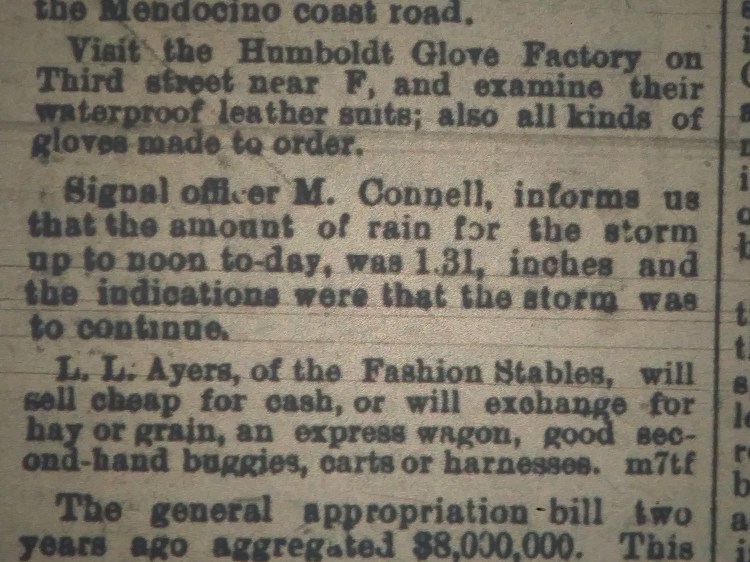 the Mendocino coast road.
Visit the Humboldt Glove Factory on
Third street near F, and examine their
waterproof leather suits; also all kinds of
gloves made to order.
Signal officer M. Connell, informs us
that the amount of rain for the storm
up to noon to-day, was 1.31, inches and
the indications were that the storm was
to continue.
L. L. Ayers, of the Fashion Stables, will
sell cheap for cash, or will exchange for
hay or grain, an express wagon, good sec-
ond-hand buggies, carts or harnesses. m7tf
The general appropriation bill two
years ago aggregated $8,000,000. This